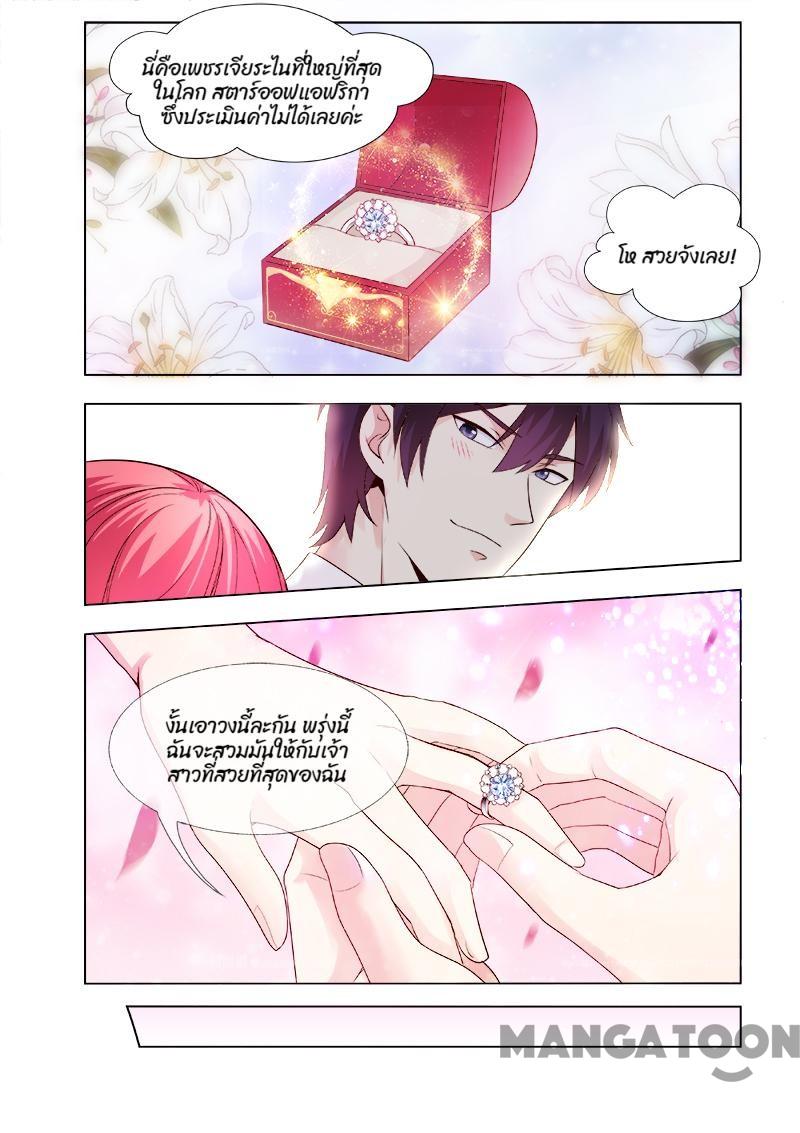 นี่คือเพชรเจียระไนที่ใหญ่ที่สุด
ในโลก สตาร์ออฟแอฟริกา
ซึ่งประเมินค่าไม่ได้เลยค่ะ
โห สวยจังเลย!
งั้นเอาวงนี้ละกัน พรุ่งนี้
ฉันจะสวมมันให้กับเจ้า
สาวที่สวยที่สุดของฉัน
MANGATOON